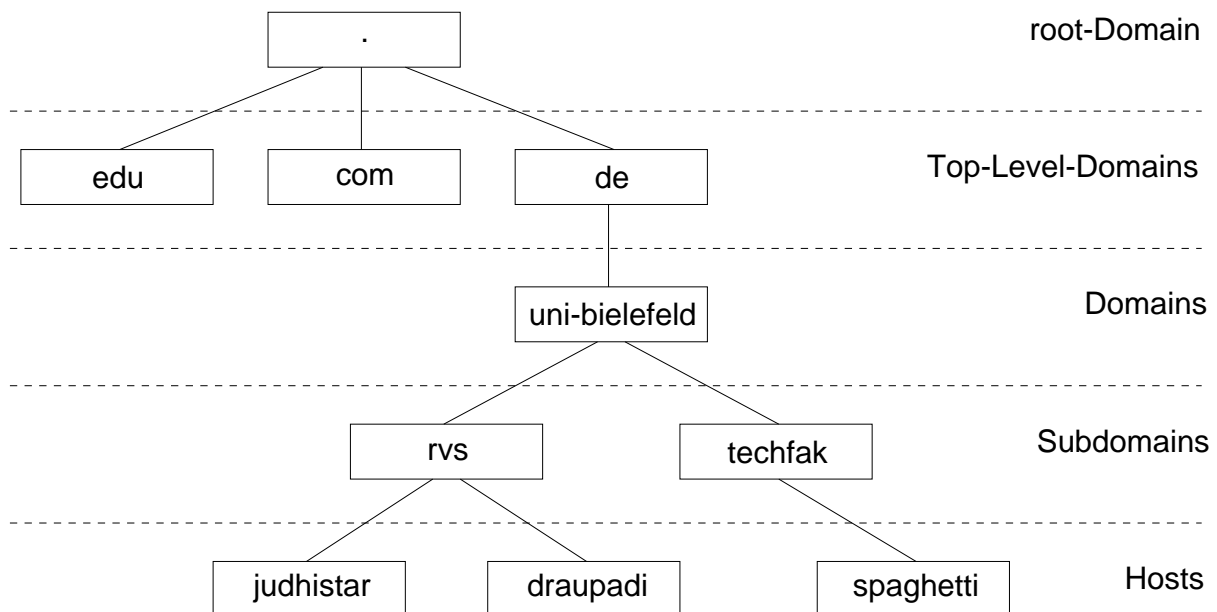 .
root-Domain
edu
com
de
Top-Level-Domains
uni-bielefeld
Domains
rvs
techfak
Subdomains
judhistar
draupadi
spaghetti
Hosts